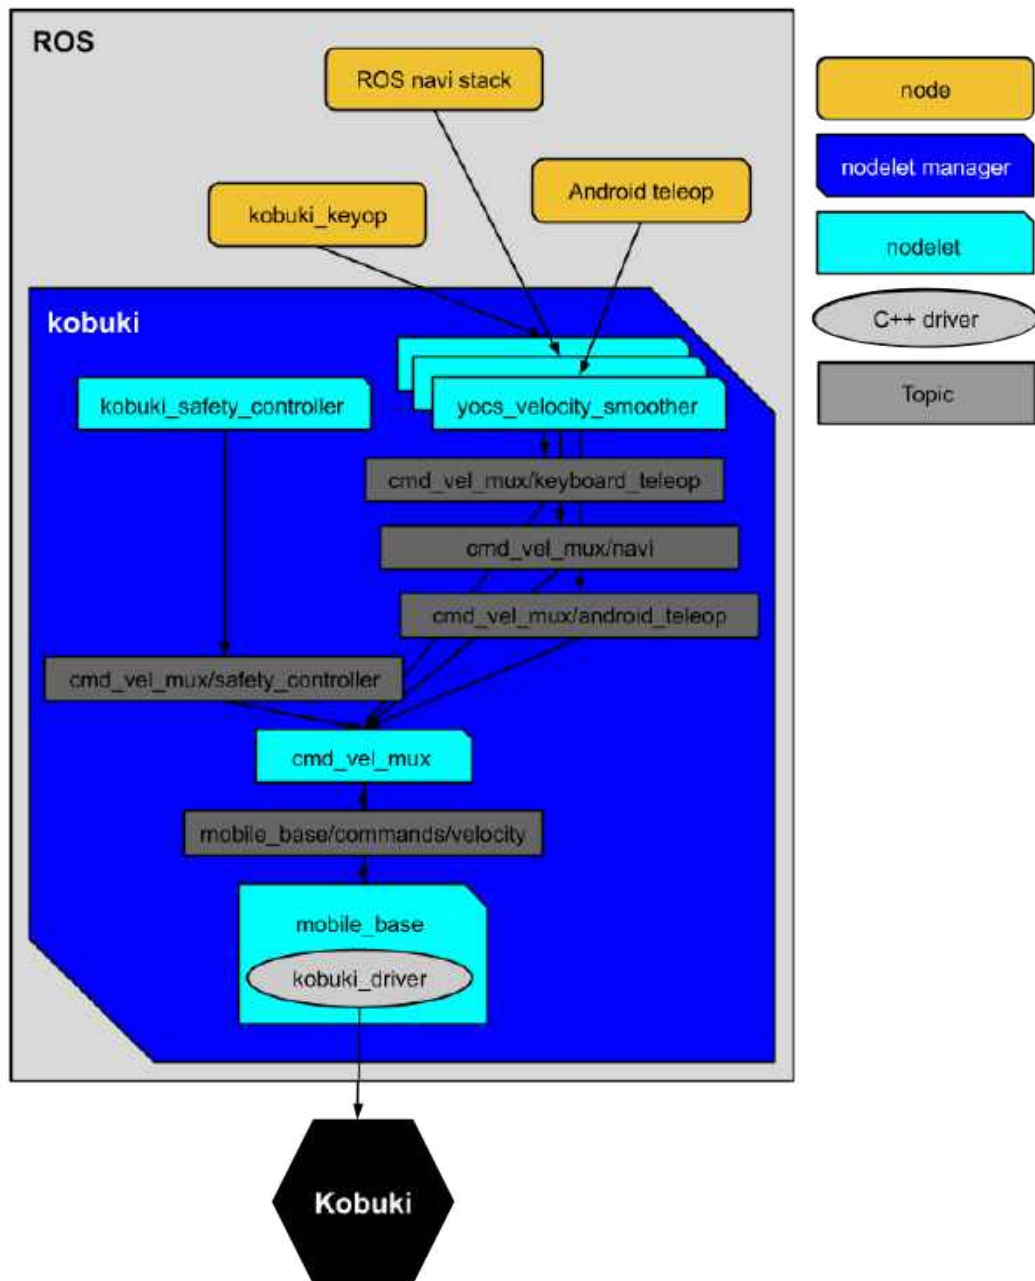 ROS
ROS navi stack
kobuki_keyop
Android teleop
kobuki
kobuki_safety_controller
yocs_velocity_smoother
cmd_vel_mux/keyboard_teleop
cmd_vel_mux/navi
cmd_vel_mux/android_teleop
cmd_vel_mux/safety_controller
cmd_vel_mux
mobile_base/commands/velocity
mobile_base
kobuki_driver
Kobuki
node
nodelet manager
nodelet
C++ driver
Topic